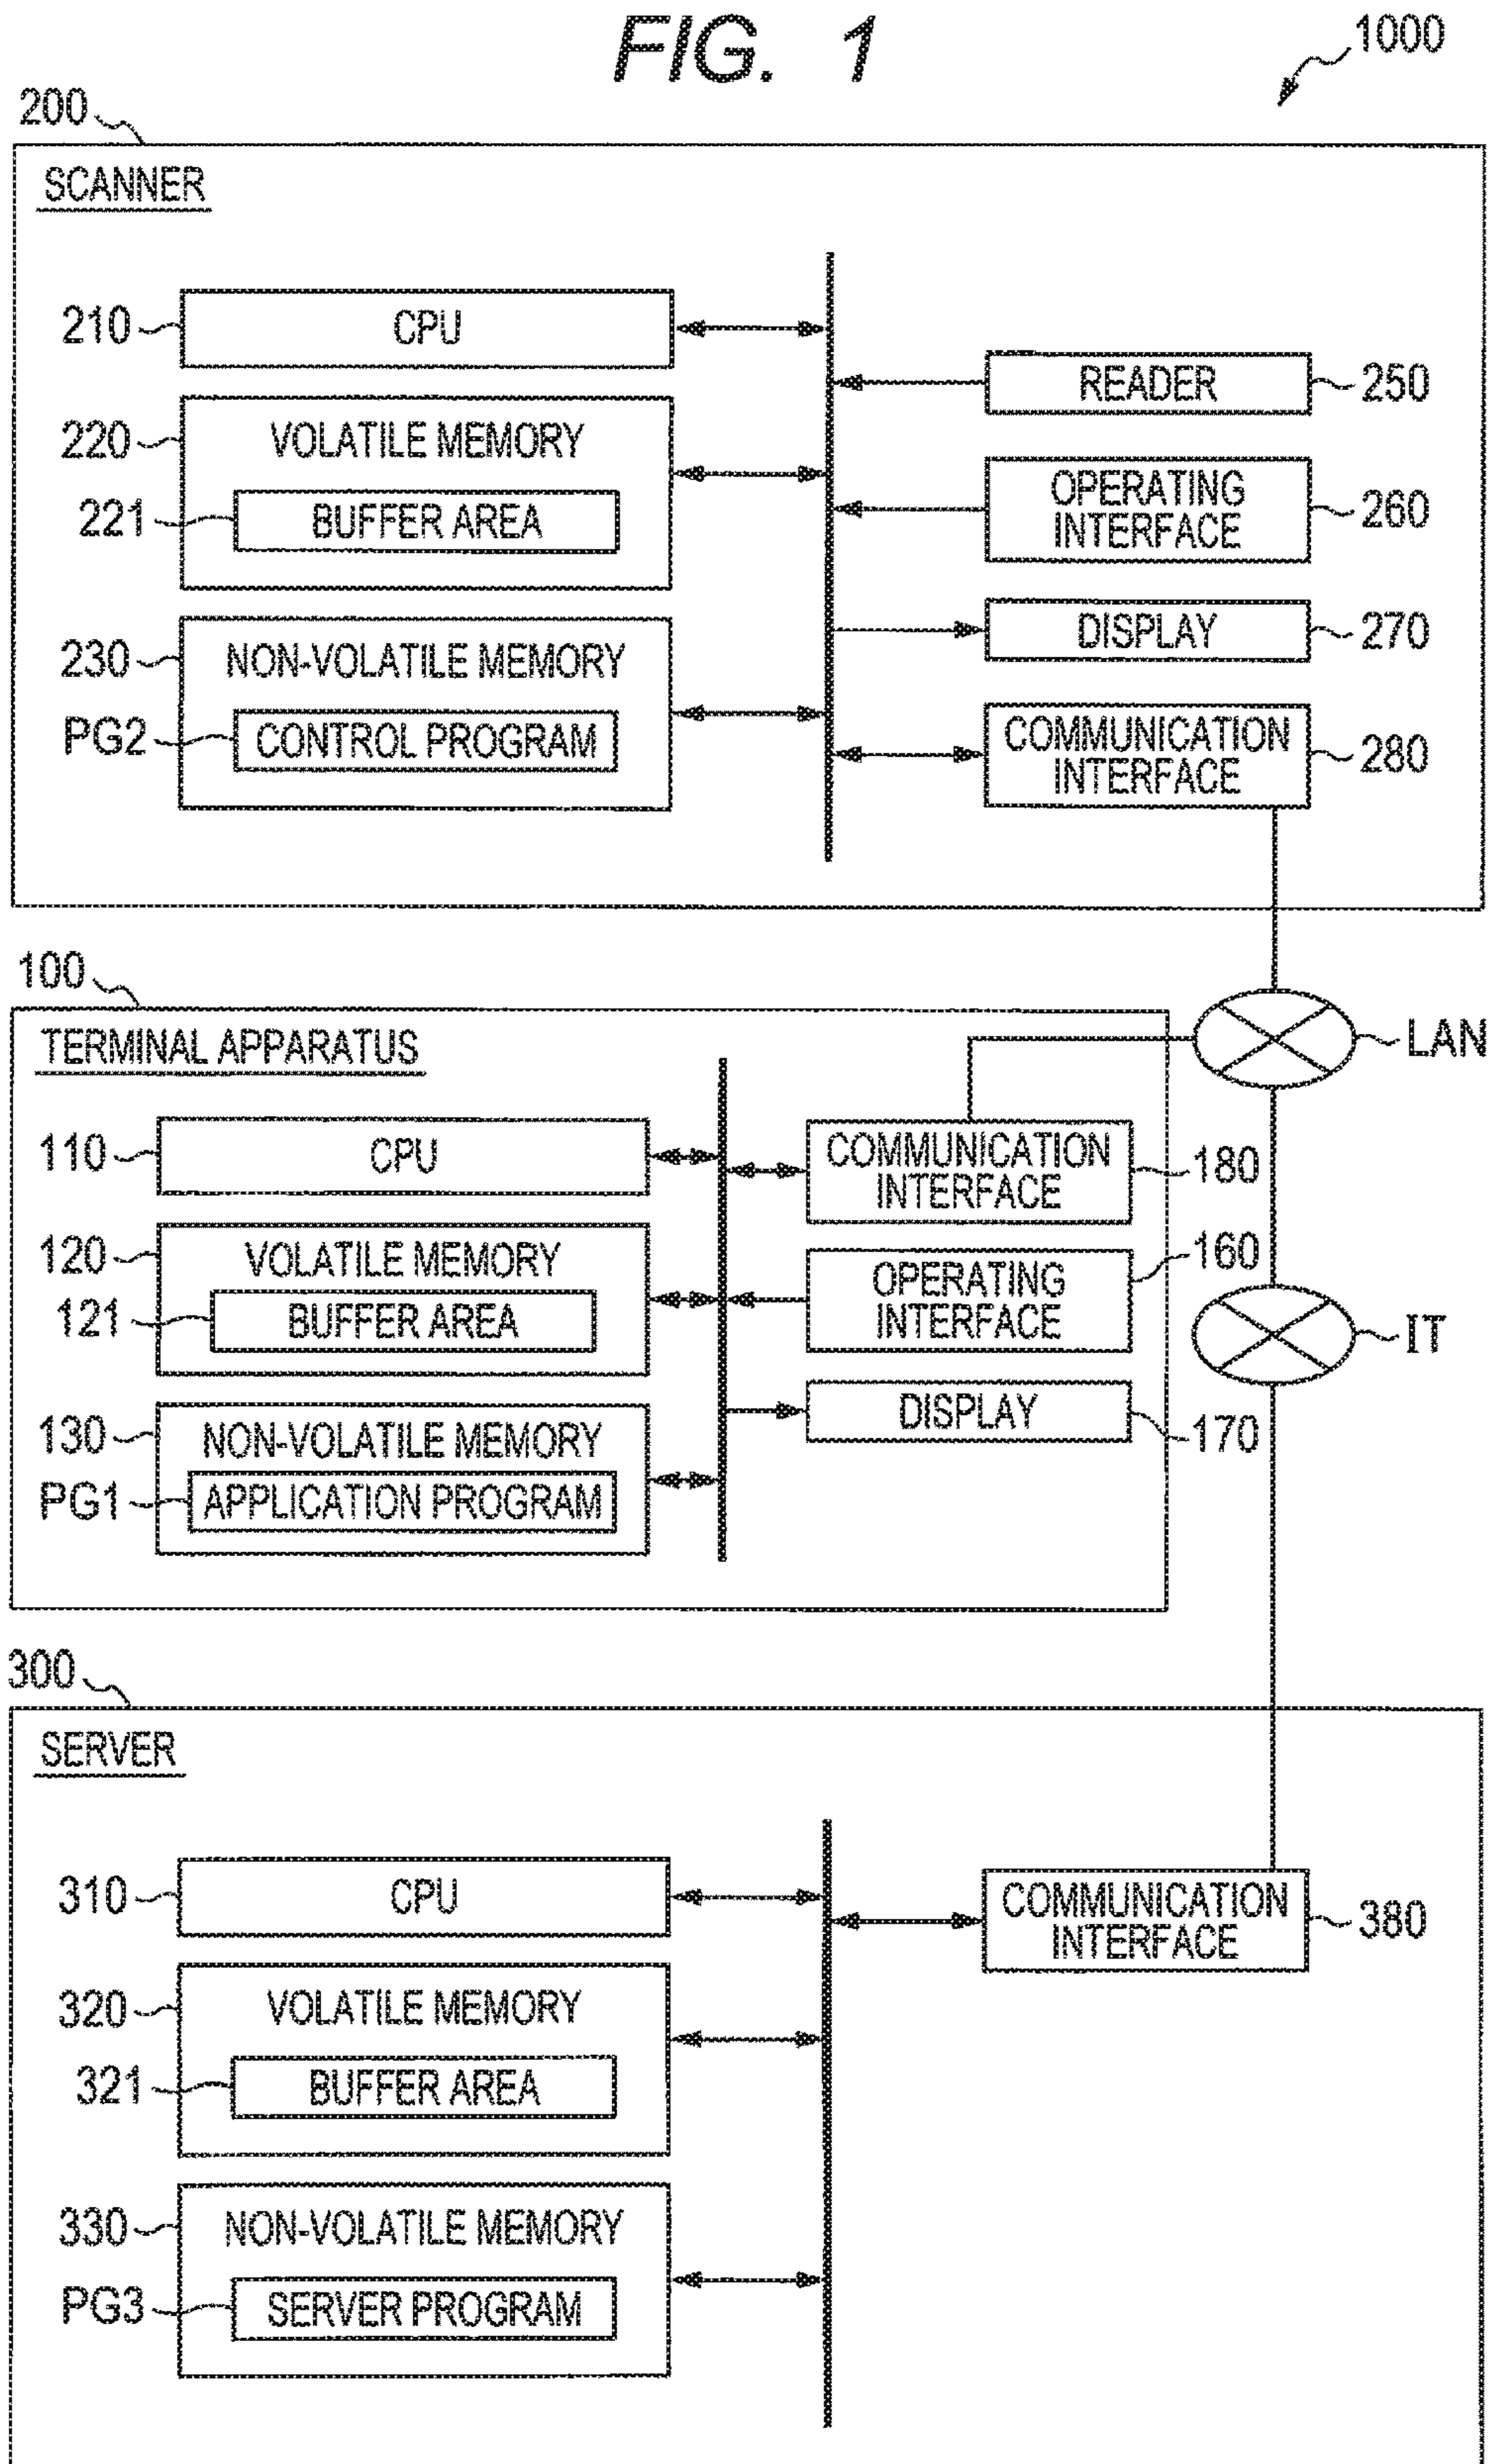 FIG. 1
1000
200
SCANNER
210
CPU
READER
250
220
VOLATILE MEMORY
OPERATING
INTERFACE
260
221
BUFFER AREA
230
NON-VOLATILE MEMORY
DISPLAY
270
PG2
CONTROL PROGRAM
COMMUNICATION
INTERFACE
280
100
TERMINAL APPARATUS
LAN
110
CPU
COMMUNICATION
INTERFACE
180
120
VOLATILE MEMORY
160
OPERATING
INTERFACE
121
BUFFER AREA
IT
130
NON-VOLATILE MEMORY
DISPLAY
170
PG1
APPLICATION PROGRAM
300
SERVER
310
CPU
COMMUNICATION
INTERFACE
380
320
VOLATILE MEMORY
321
BUFFER AREA
330
NON-VOLATILE MEMORY
PG3
SERVER PROGRAM